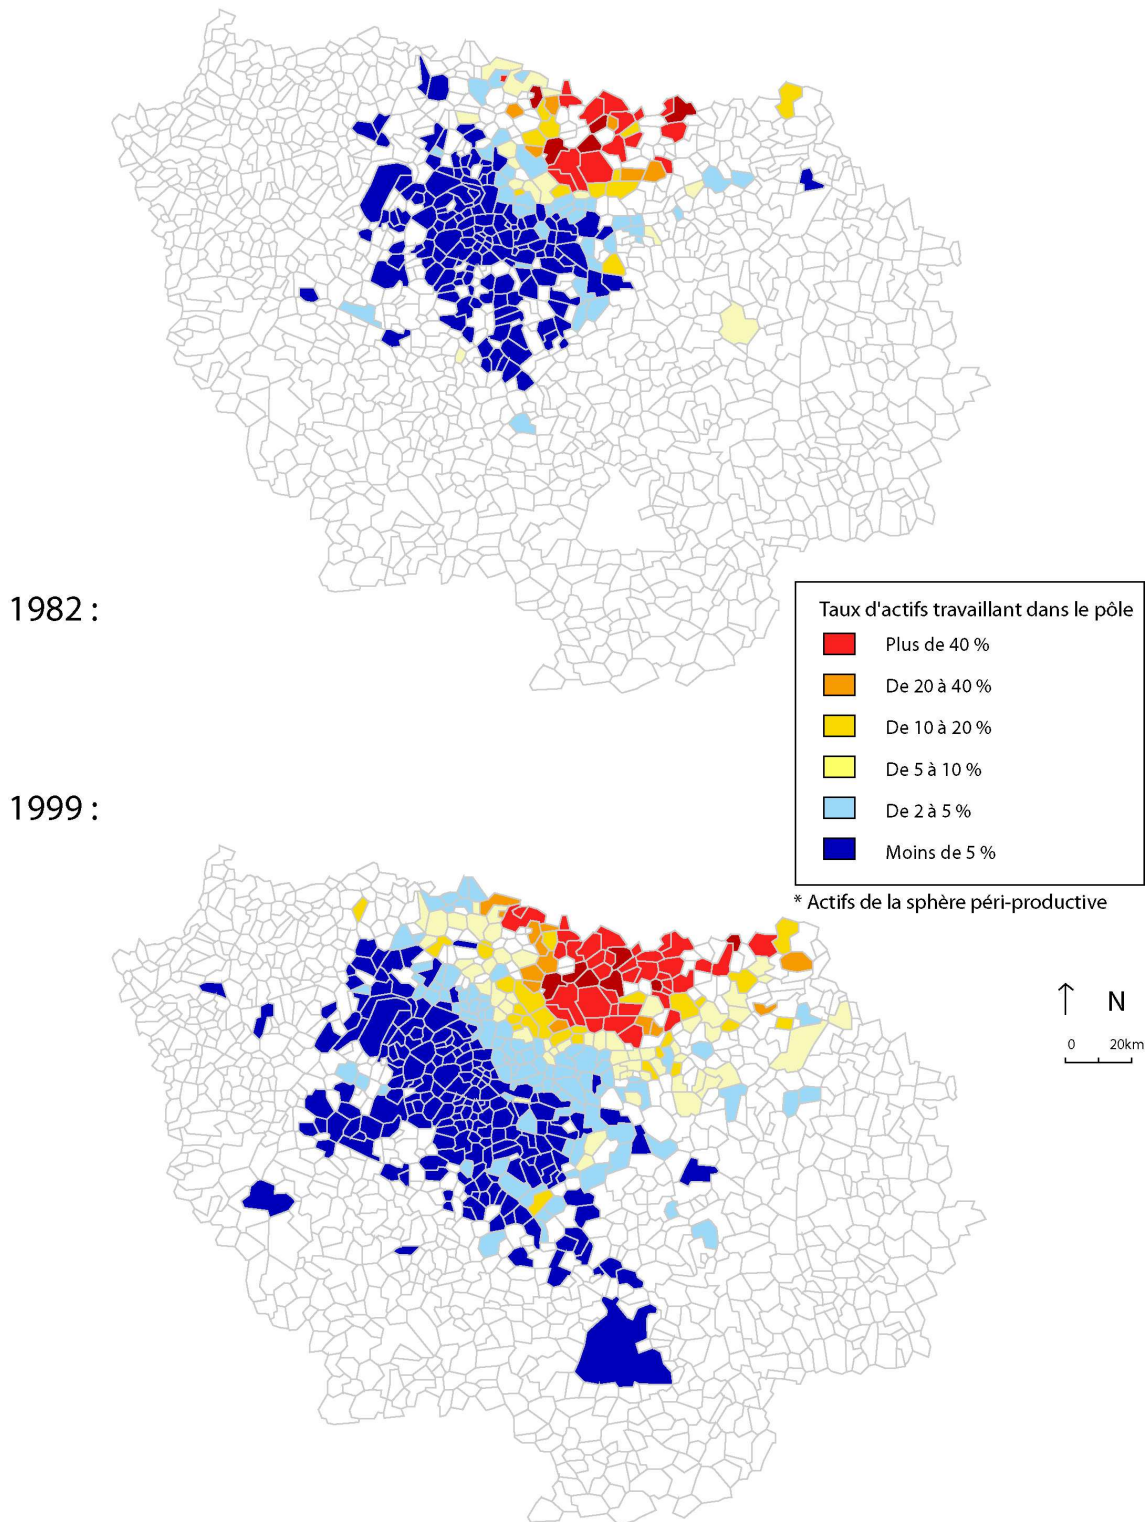 1982 :
Taux d'actifs travaillant dans le pôle
Plus de 40 %
De 20 à 40 %
De 10 à 20 %
De 5 à 10 %
De 2 à 5 %
Moins de 5 %
1999 :
* Actifs de la sphère péri-productive
N
0 20km